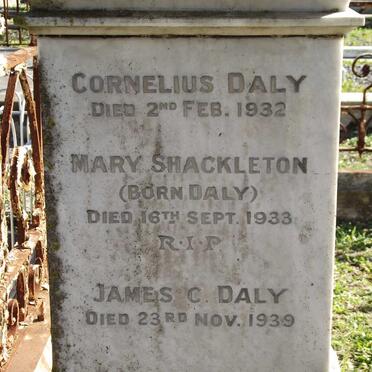 CORNELIUS DALY
DIED 2ND FEB. 1932
MARY SHACKLETON
(BORN DALY)
DIED 16TH SEPT. 1933
R.I.P
JAMES C. DALY
DIED 23RD NOV. 1939